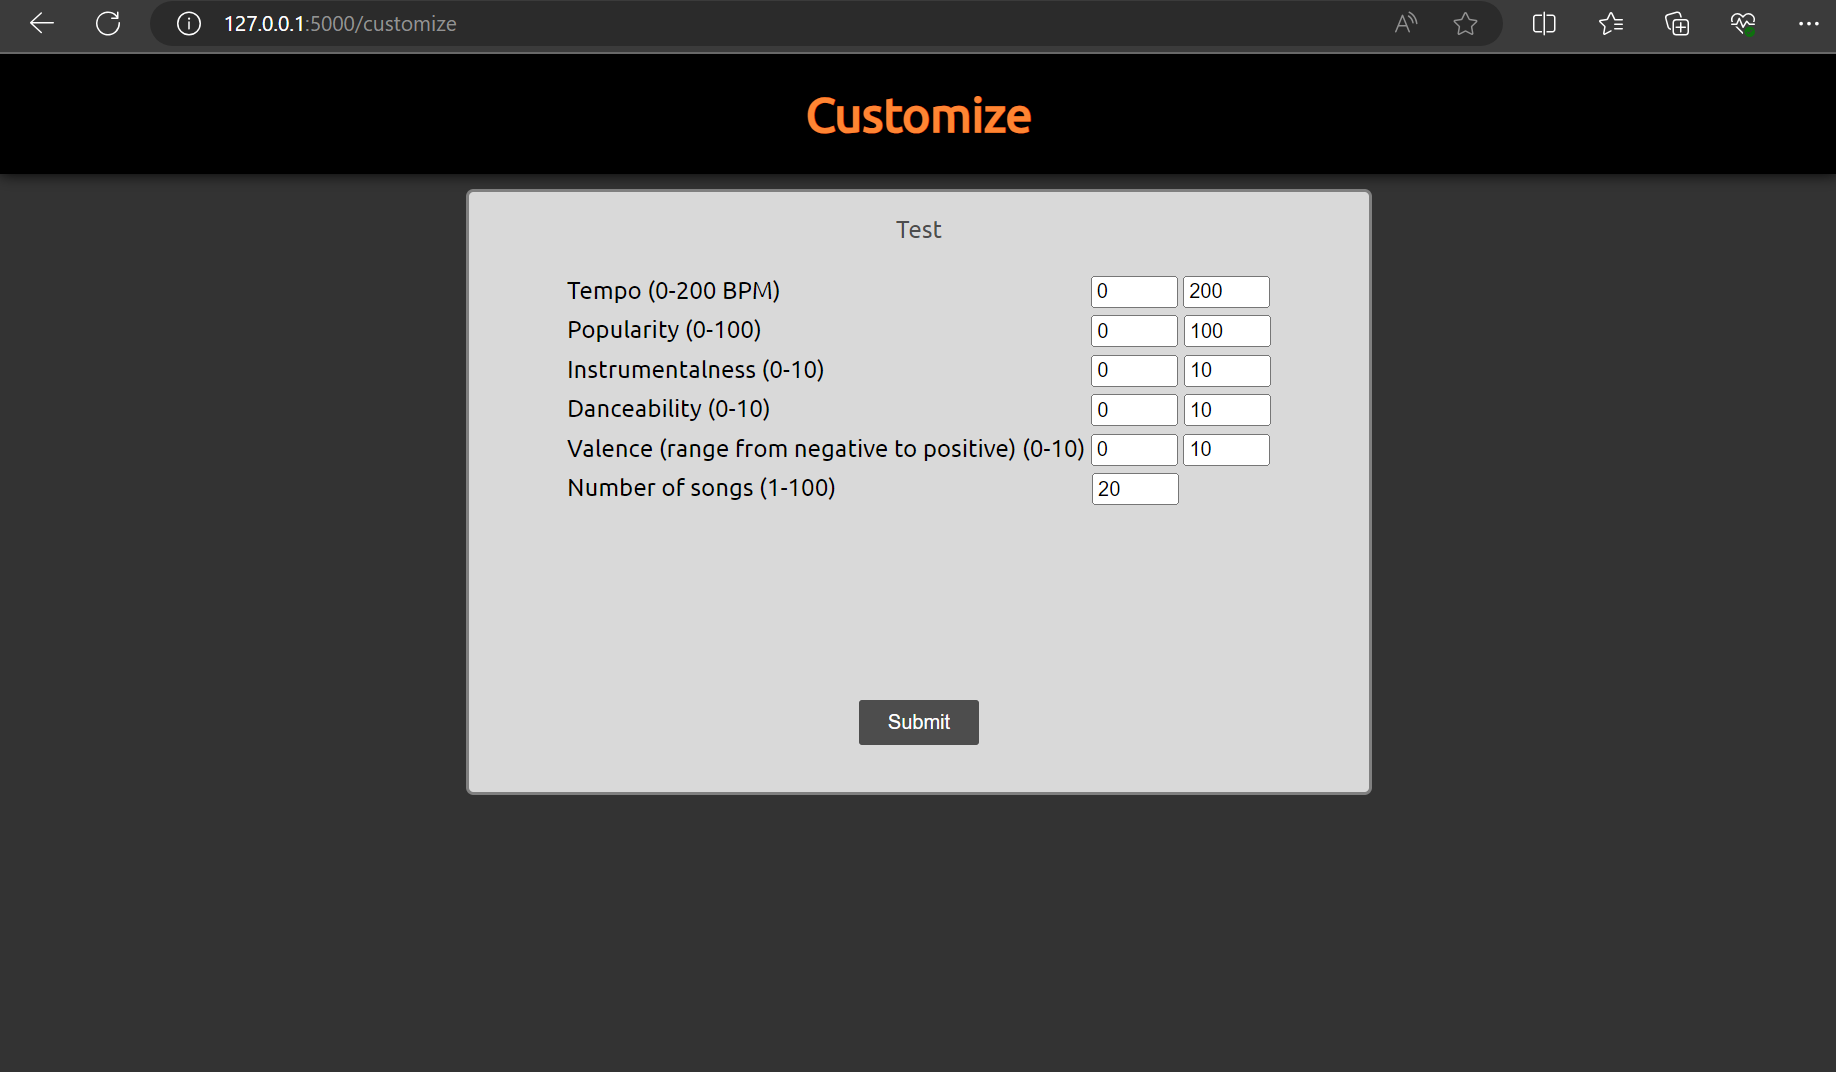 127.0.0.1:5000/customize
Customize
Test
Tempo (0-200 BPM) 0 200
Popularity (0-100) 0 100
Instrumentalness (0-10) 0 10
Danceability (0-10) 0 10
Valence (range from negative to positive) (0-10) 0 10
Number of songs (1-100) 20
Submit